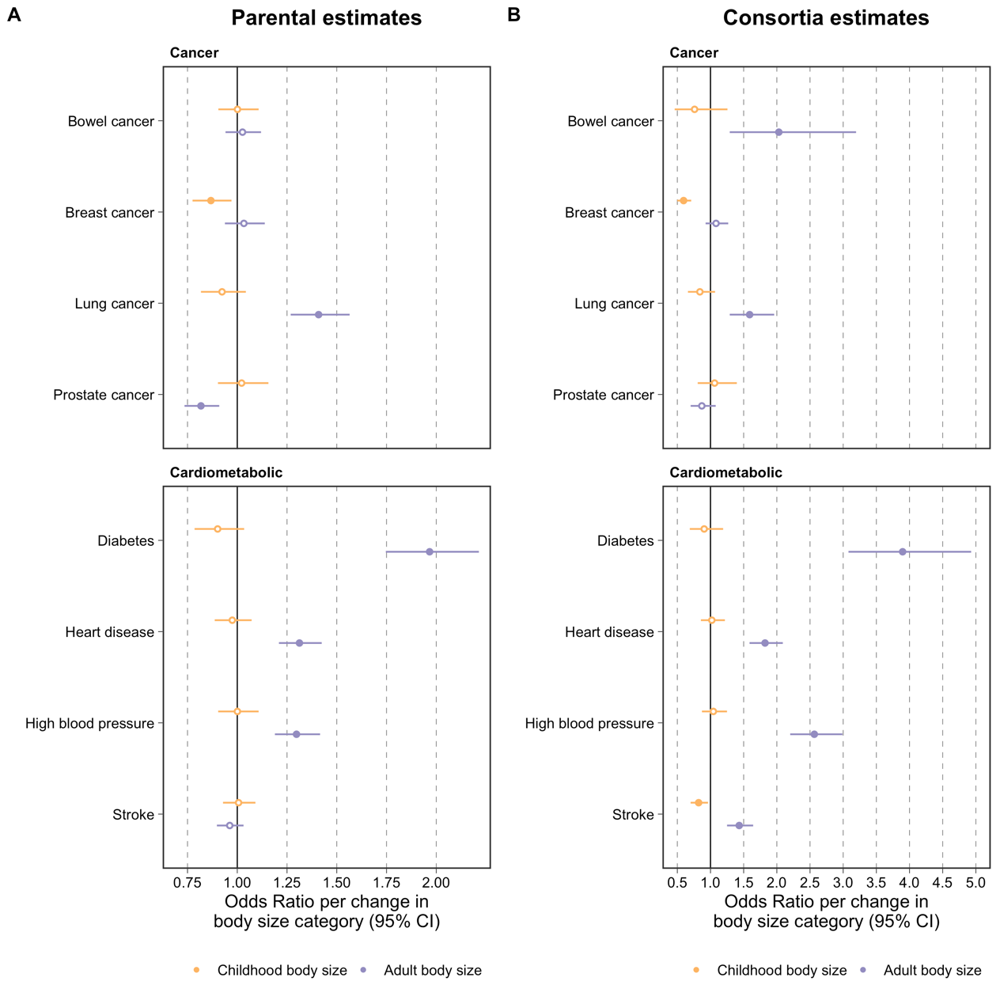 A
Parental estimates
Cancer
Bowel cancer
Breast cancer
Lung cancer
Prostate cancer
Cardiometabolic
Diabetes
Heart disease
High blood pressure
Stroke
0.75 1.00 1.25 1.50 1.75 2.00
Odds Ratio per change in
body size category (95% CI)
Childhood body size Adult body size
B
Consortia estimates
Cancer
Bowel cancer
Breast cancer
Lung cancer
Prostate cancer
Cardiometabolic
Diabetes
Heart disease
High blood pressure
Stroke
0.5 1.0 1.5 2.0 2.5 3.0 3.5 4.0 4.5 5.0
Odds Ratio per change in
body size category (95% CI)
Childhood body size Adult body size